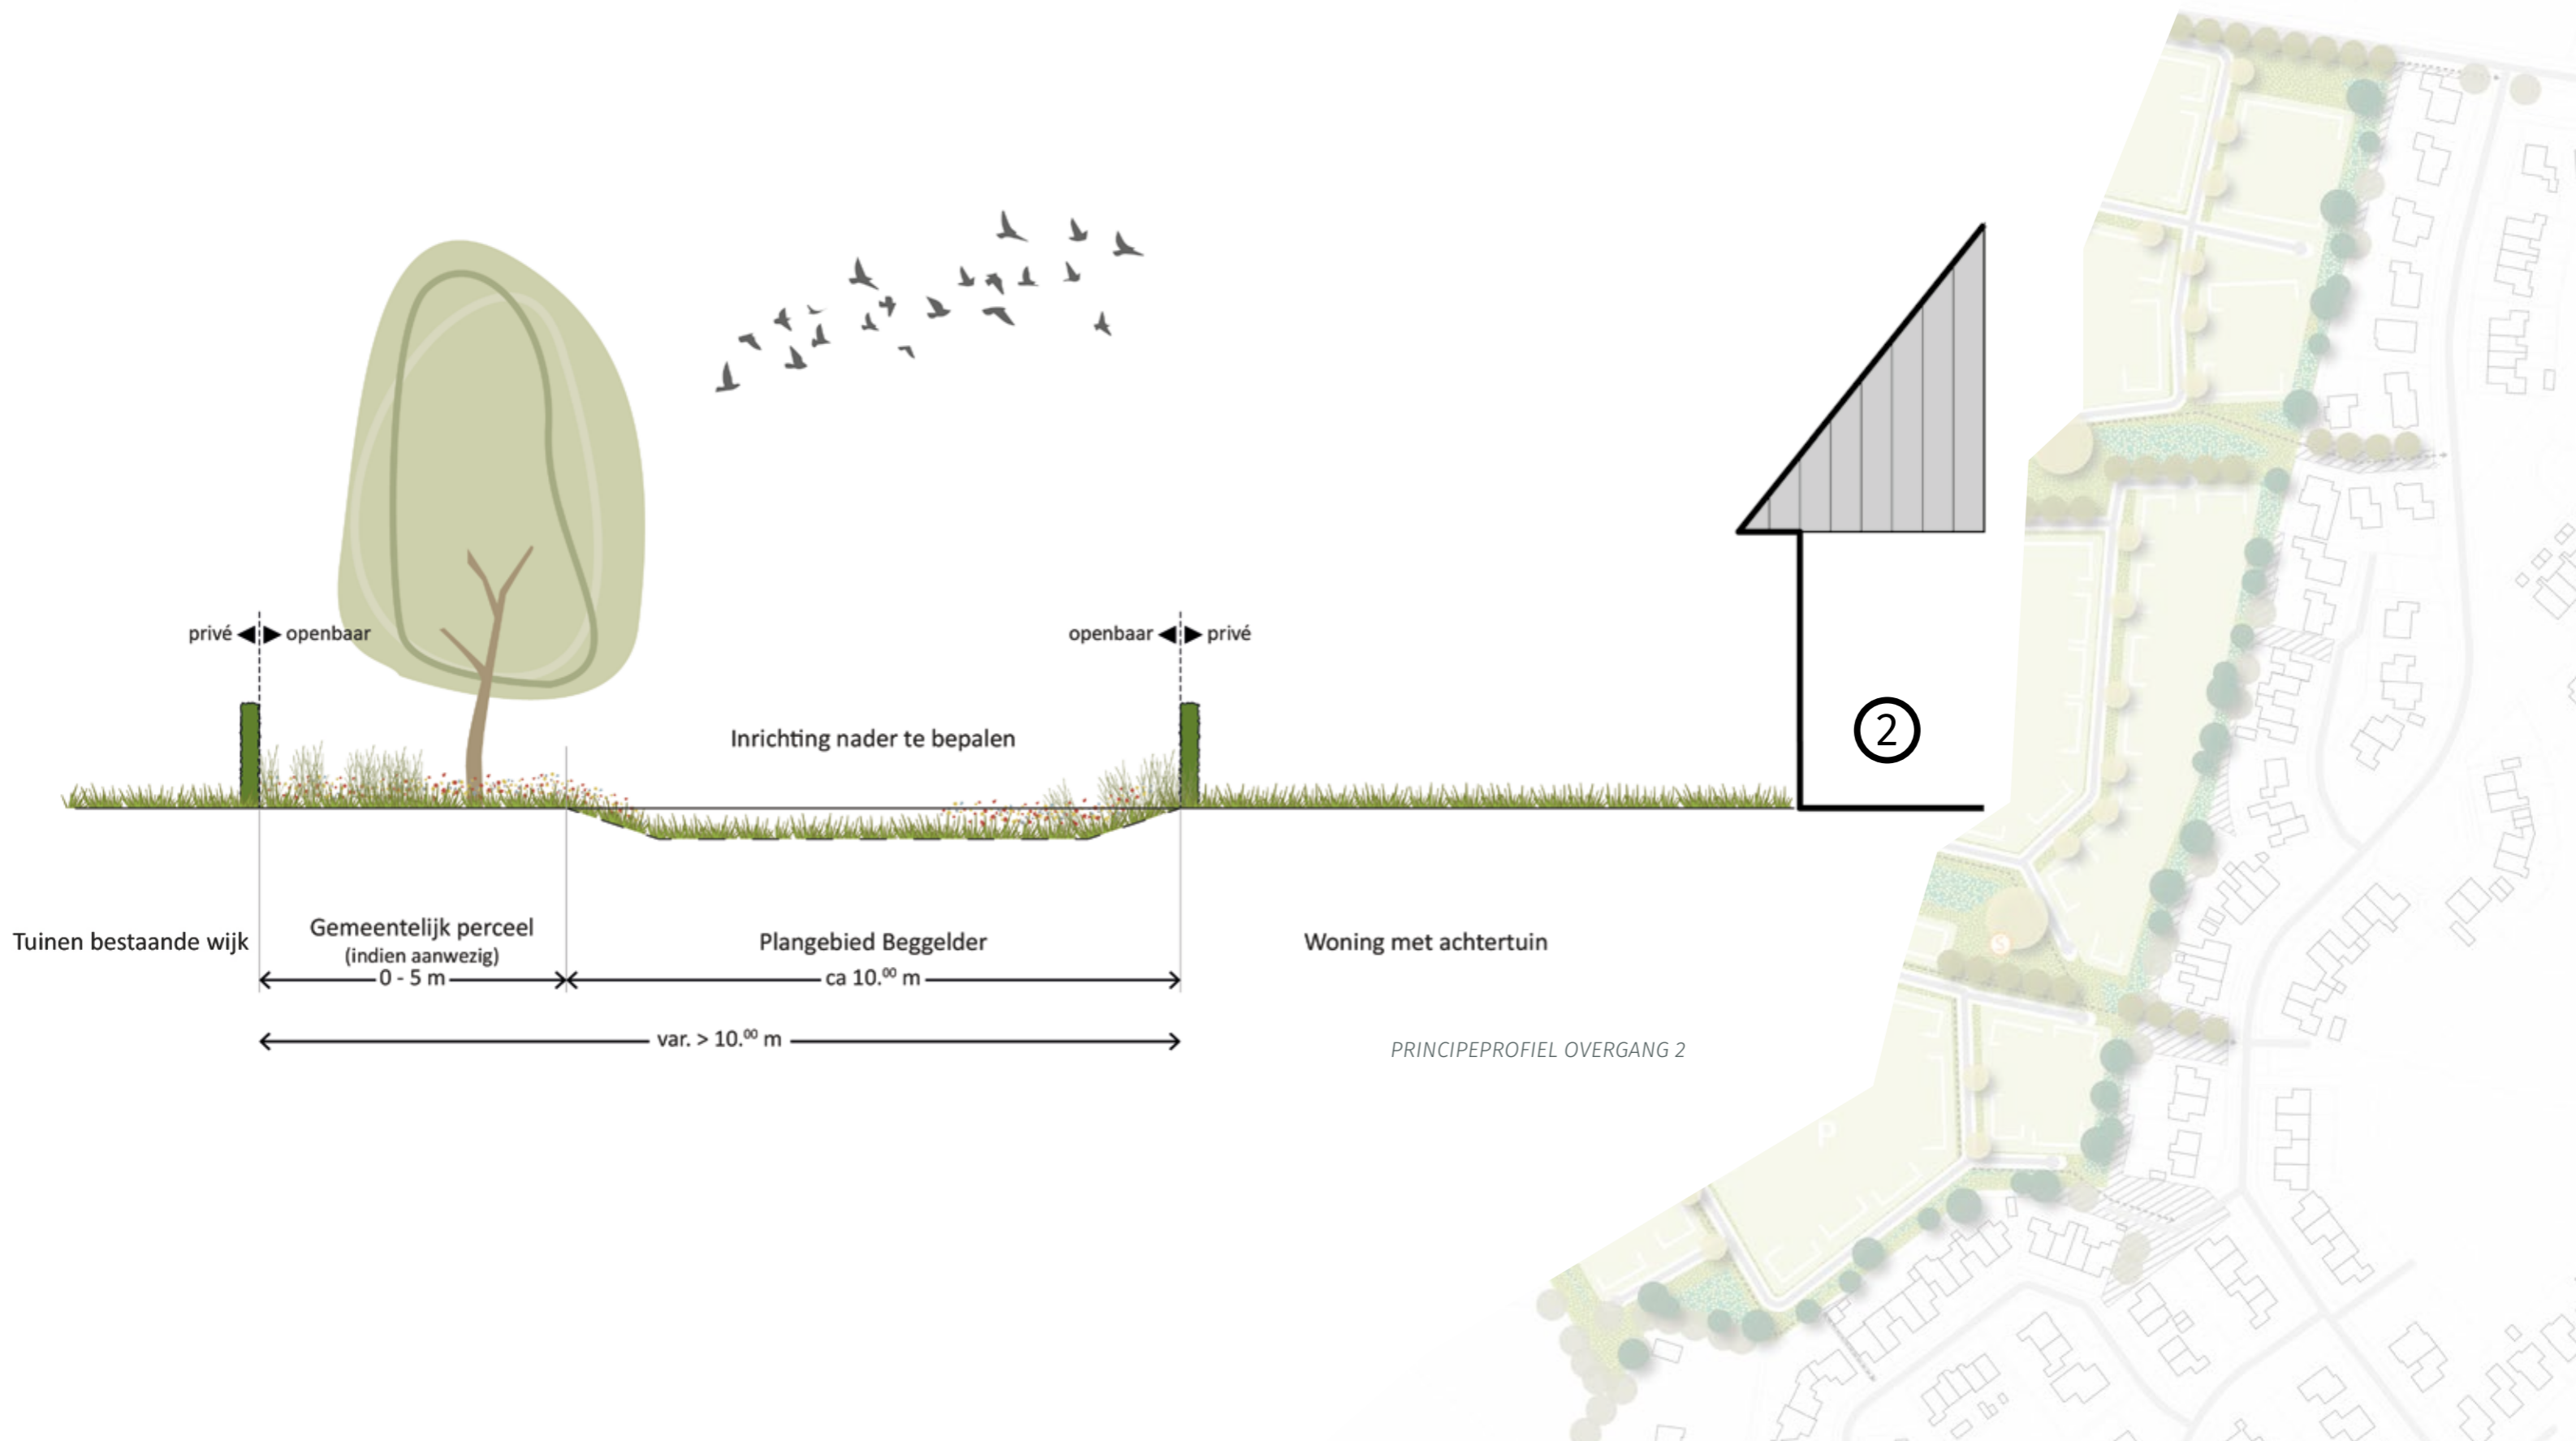 privé openbaar
openbaar privé
Inrichting nader te bepalen
2
Tuinen bestaande wijk
Gemeentelijk perceel
(indien aanwezig)
0 - 5 m
Plangebied Beggelder
ca 10.⁰⁰ m
Woning met achtertuin
var. > 10.⁰⁰ m
PRINCIPEPROFIEL OVERGANG 2
S
P